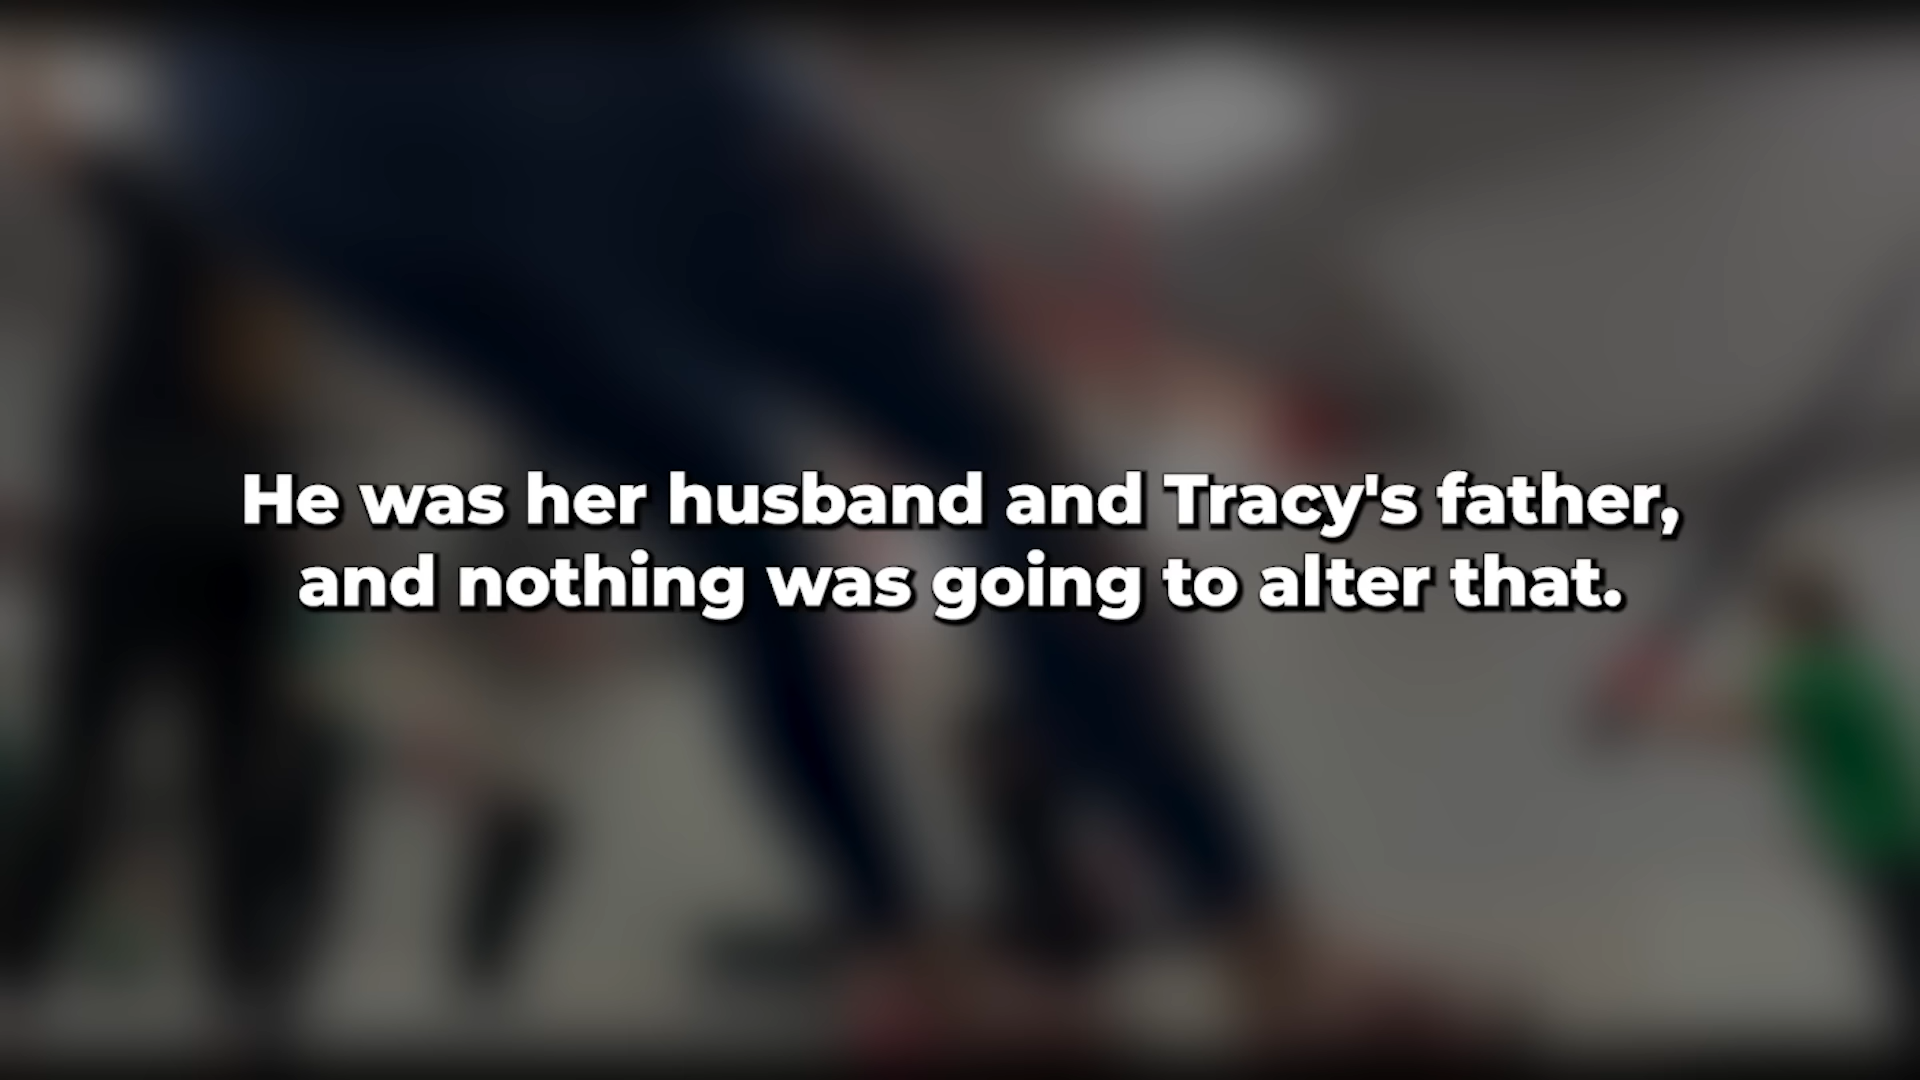 He was her husband and Tracy's father,
and nothing was going to alter that.